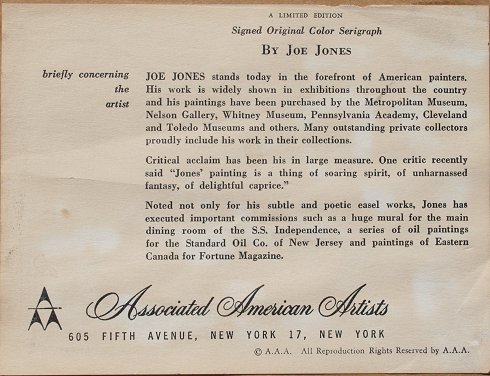 A LIMITED EDITION
Signed Original Color Serigraph
BY JOE JONES
briefly concerning
the
artist
JOE JONES stands today in the forefront of American painters.
His work is widely shown in exhibitions throughout the country
and his paintings have been purchased by the Metropolitan Museum,
Nelson Gallery, Whitney Museum, Pennsylvania Academy, Cleveland
and Toledo Museums and others. Many outstanding private collectors
proudly include his work in their collections.
Critical acclaim has been his in large measure. One critic recently
said "Jones' painting is a thing of soaring spirit, of unharnassed
fantasy, of delightful caprice."
Noted not only for his subtle and poetic easel works, Jones has
executed important commissions such as a huge mural for the main
dining room of the S.S. Independence, a series of oil paintings
for the Standard Oil Co. of New Jersey and paintings of Eastern
Canada for Fortune Magazine.
AAA
Associated American Artists
605 FIFTH AVENUE, NEW YORK 17, NEW YORK
© A.A.A. All Reproduction Rights Reserved by A.A.A.